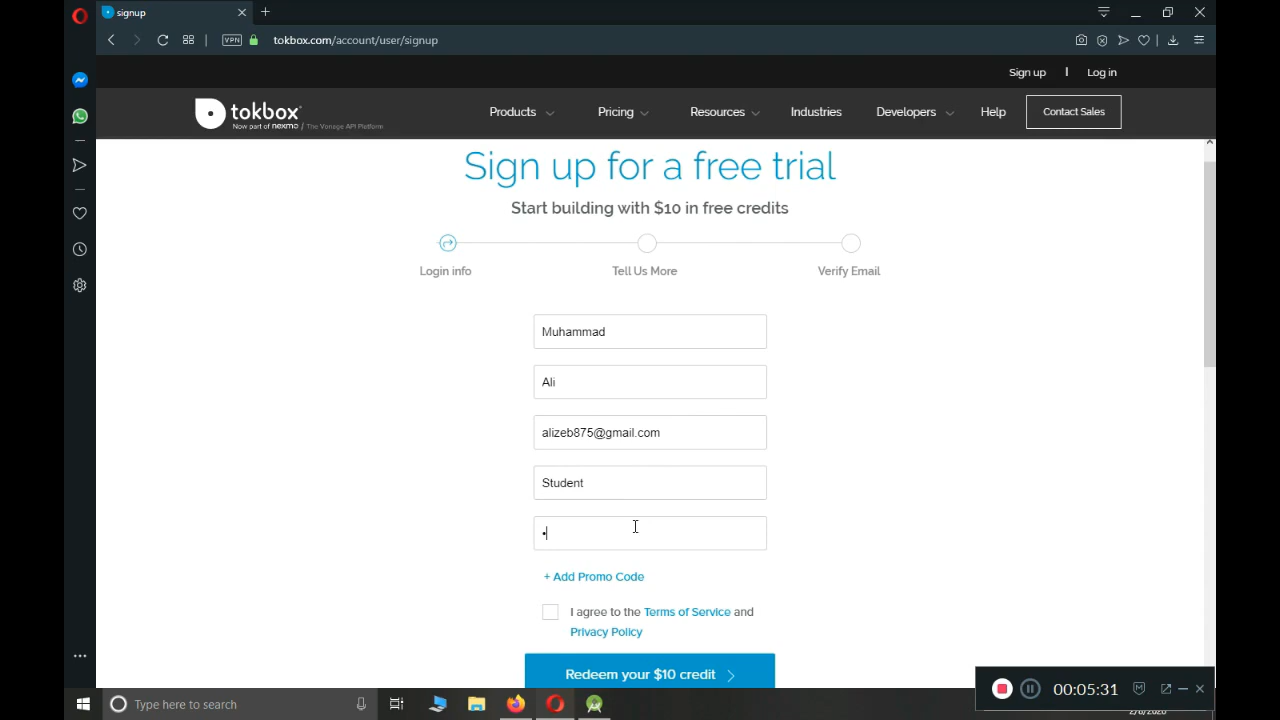 signup
VPN
tokbox.com/account/user/signup
Sign up | Log in
tokbox
Now part of nexmo / The Vonage API Platform
Products Pricing Resources Industries Developers Help Contact Sales
Sign up for a free trial
Start building with $10 in free credits
Login info Tell Us More Verify Email
Muhammad
Ali
alizeb875@gmail.com
Student
•
+ Add Promo Code
I agree to the Terms of Service and
Privacy Policy
Redeem your $10 credit
00:05:31
Type here to search